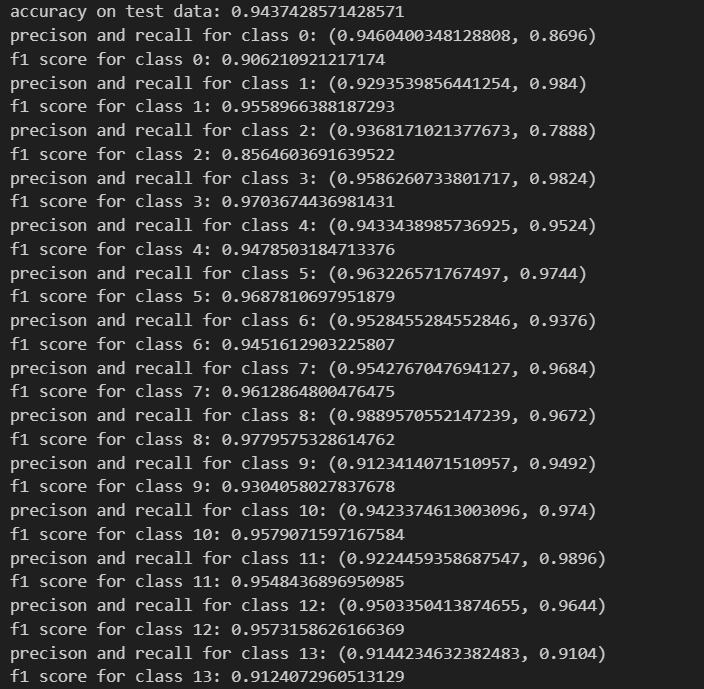 accuracy on test data: 0.9437428571428571
precison and recall for class 0: (0.9460400348128808, 0.8696)
f1 score for class 0: 0.906210921217174
precison and recall for class 1: (0.9293539856441254, 0.984)
f1 score for class 1: 0.9558966388187293
precison and recall for class 2: (0.9368171021377673, 0.7888)
f1 score for class 2: 0.8564603691639522
precison and recall for class 3: (0.9586260733801717, 0.9824)
f1 score for class 3: 0.9703674436981431
precison and recall for class 4: (0.9433438985736925, 0.9524)
f1 score for class 4: 0.9478503184713376
precison and recall for class 5: (0.963226571767497, 0.9744)
f1 score for class 5: 0.9687810697951879
precison and recall for class 6: (0.9528455284552846, 0.9376)
f1 score for class 6: 0.9451612903225807
precison and recall for class 7: (0.9542767047694127, 0.9684)
f1 score for class 7: 0.9612864800476475
precison and recall for class 8: (0.9889570552147239, 0.9672)
f1 score for class 8: 0.9779575328614762
precison and recall for class 9: (0.9123414071510957, 0.9492)
f1 score for class 9: 0.9304058027837678
precison and recall for class 10: (0.9423374613003096, 0.974)
f1 score for class 10: 0.9579071597167584
precison and recall for class 11: (0.9224459358687547, 0.9896)
f1 score for class 11: 0.9548436896950985
precison and recall for class 12: (0.9503350413874655, 0.9644)
f1 score for class 12: 0.9573158626166369
precison and recall for class 13: (0.9144234632382483, 0.9104)
f1 score for class 13: 0.9124072960513129